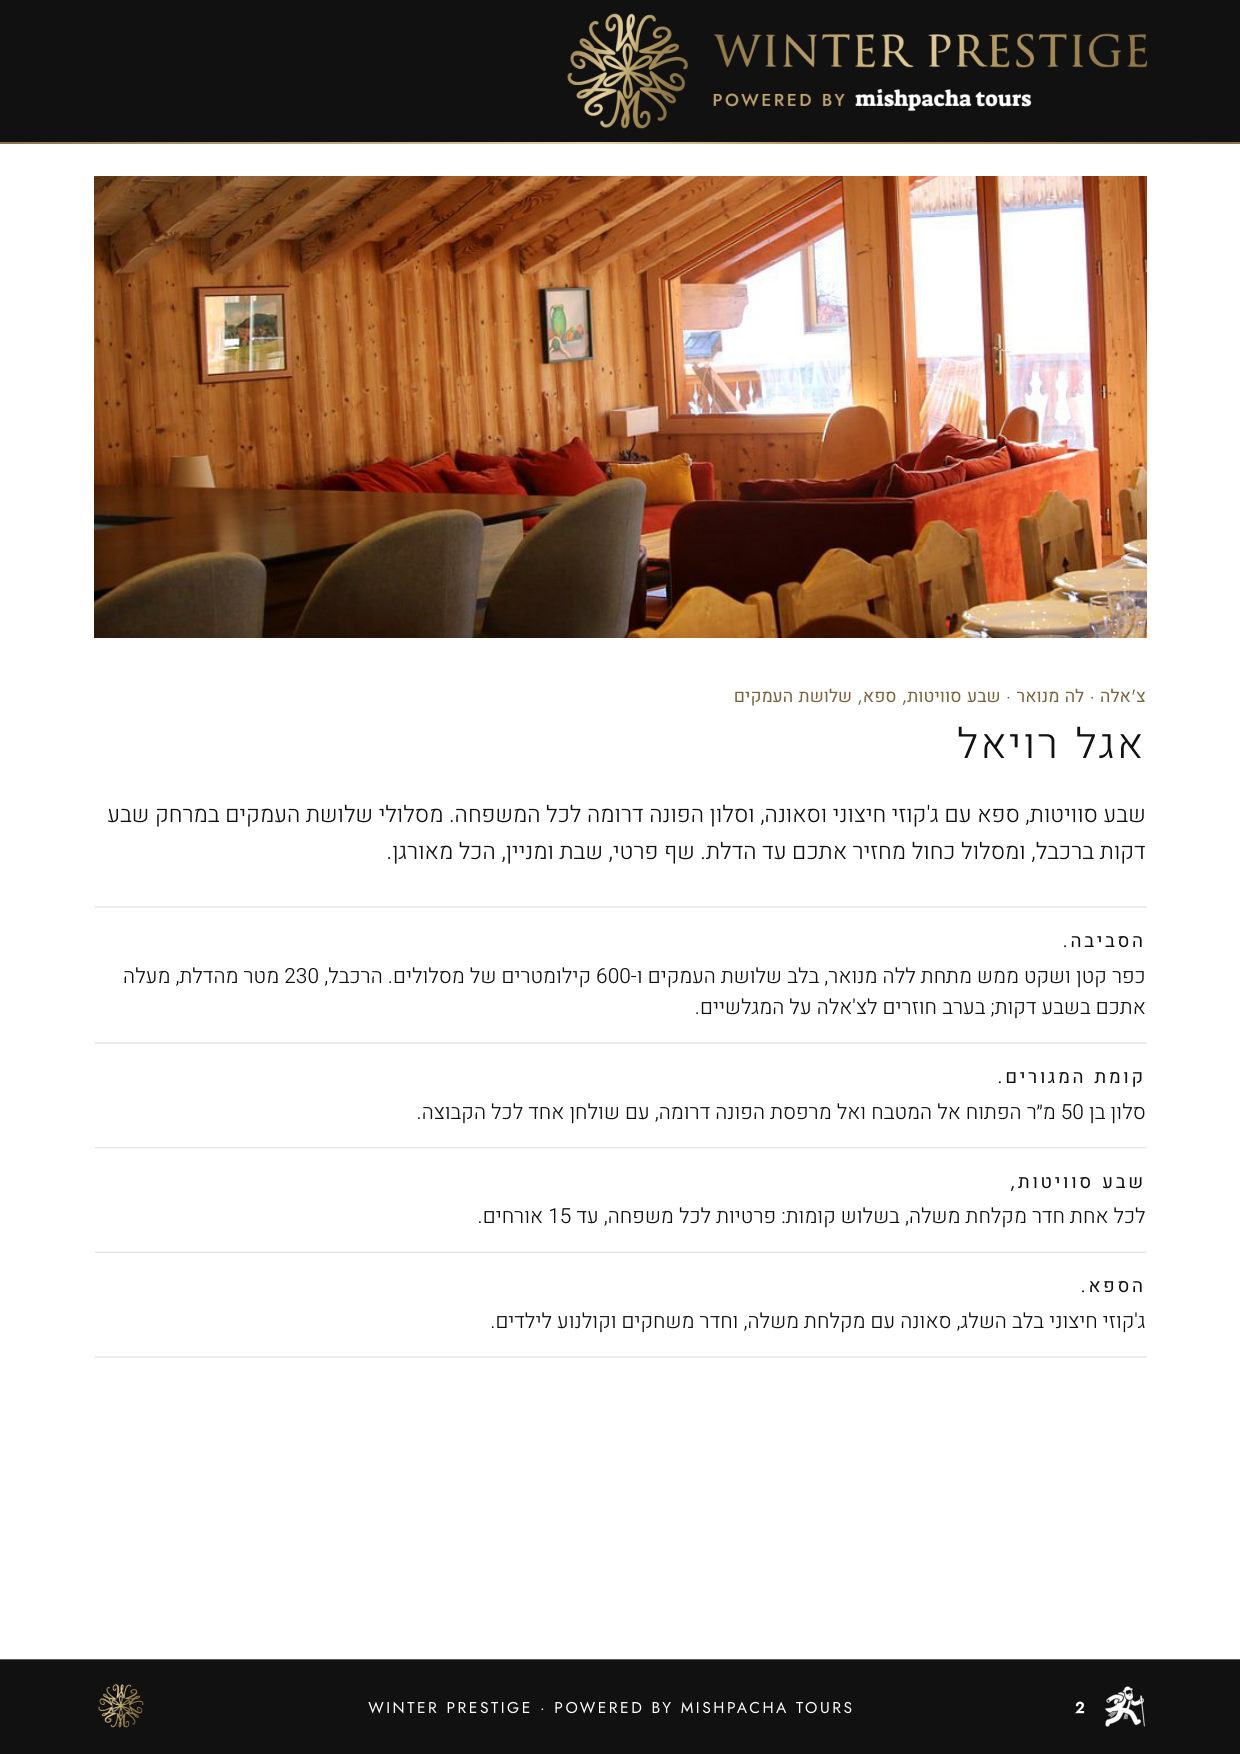 WINTER PRESTIGE
POWERED BY mishpacha tours
צ׳אלה · לה מנואר · שבע סוויטות, ספא, שלושת העמקים
אגל רויאל
שבע סוויטות, ספא עם ג'קוזי חיצוני וסאונה, וסלון הפונה דרומה לכל המשפחה. מסלולי שלושת העמקים במרחק שבע
דקות ברכבל, ומסלול כחול מחזיר אתכם עד הדלת. שף פרטי, שבת ומניין, הכל מאורגן.
הסביבה.
כפר קטן ושקט ממש מתחת ללה מנואר, בלב שלושת העמקים ו-600 קילומטרים של מסלולים. הרכבל, 230 מטר מהדלת, מעלה
אתכם בשבע דקות; בערב חוזרים לצ'אלה על המגלשיים.
קומת המגורים.
סלון בן 50 מ״ר הפתוח אל המטבח ואל מרפסת הפונה דרומה, עם שולחן אחד לכל הקבוצה.
שבע סוויטות,
לכל אחת חדר מקלחת משלה, בשלוש קומות: פרטיות לכל משפחה, עד 15 אורחים.
הספא.
ג'קוזי חיצוני בלב השלג, סאונה עם מקלחת משלה, וחדר משחקים וקולנוע לילדים.
WINTER PRESTIGE · POWERED BY MISHPACHA TOURS
2